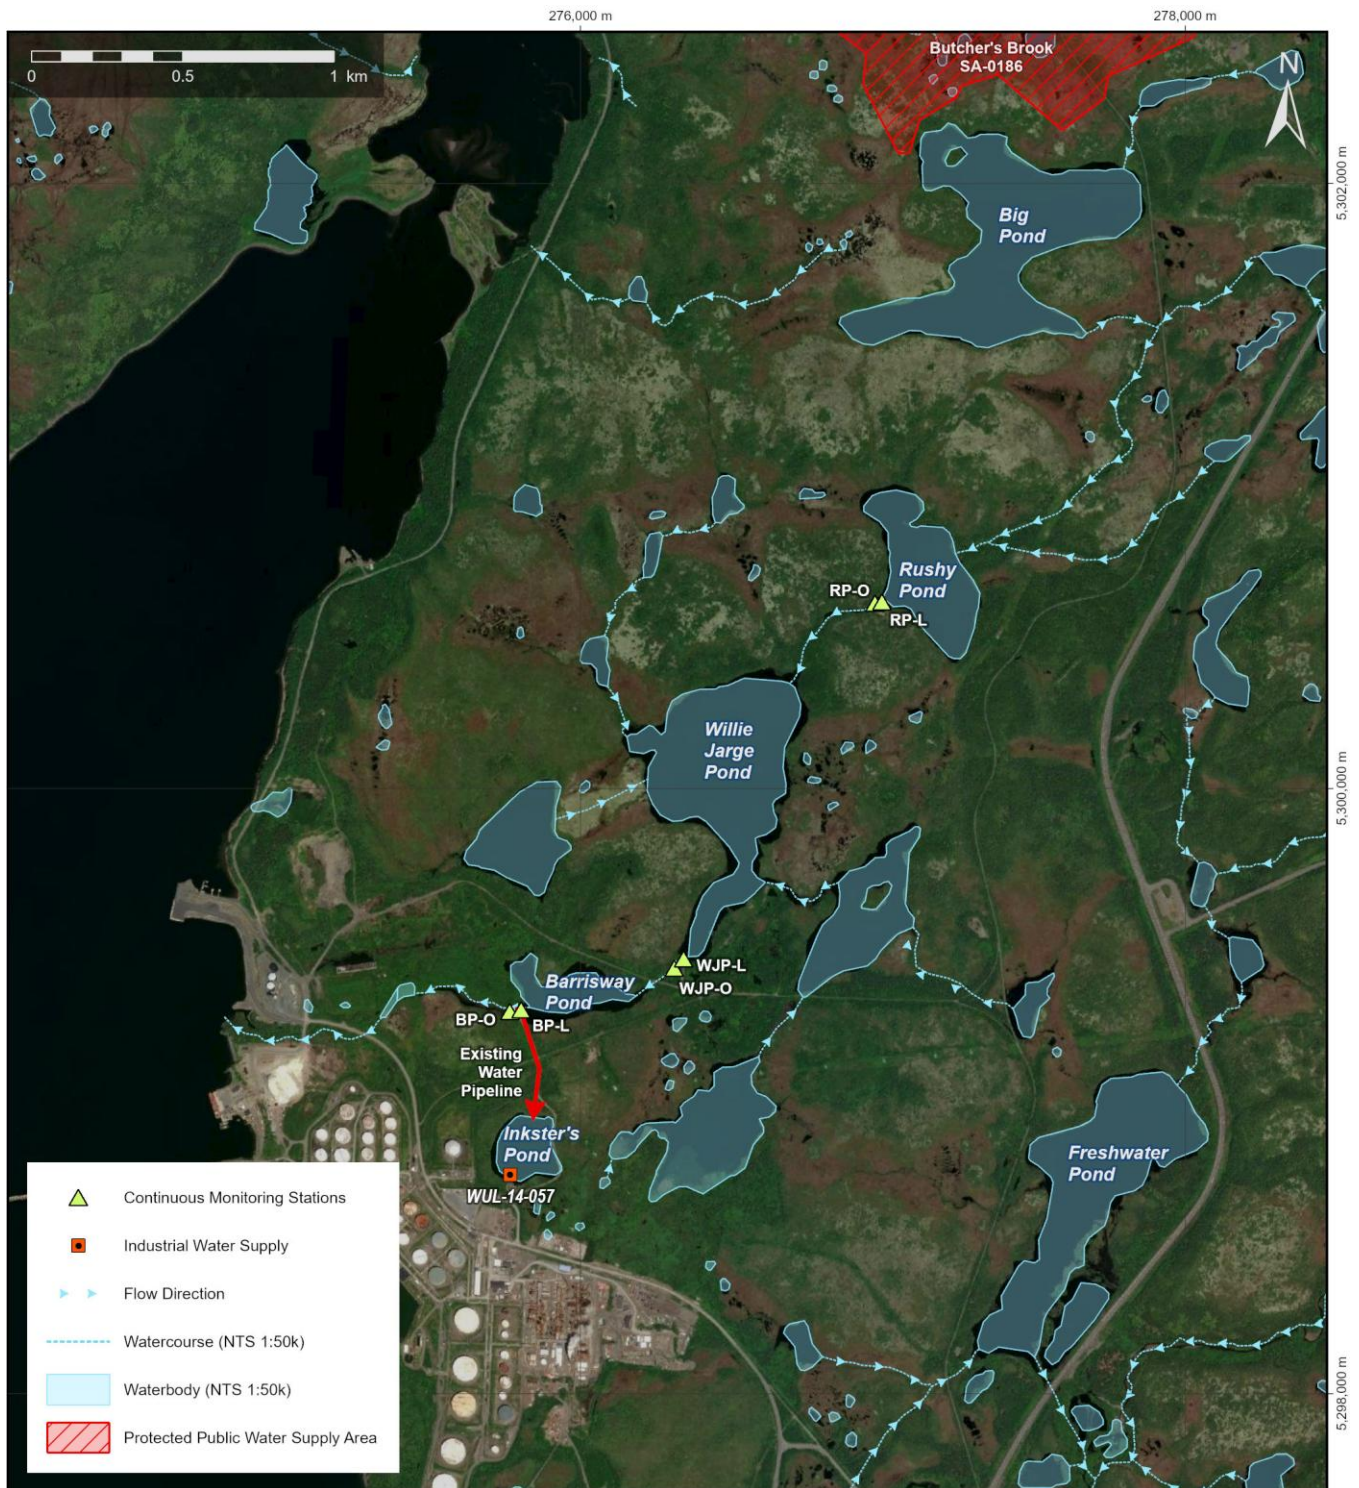 276,000 m
278,000 m
0
0.5
1 km
Butcher's Brook
SA-0186
N
5,302,000 m
Big
Pond
Rushy
Pond
RP-O
RP-L
Willie
Jarge
Pond
5,300,000 m
WJP-L
WJP-O
Barrisway
Pond
BP-O
BP-L
Existing
Water
Pipeline
Inkster's
Pond
WUL-14-057
Freshwater
Pond
5,298,000 m
Continuous Monitoring Stations
Industrial Water Supply
Flow Direction
Watercourse (NTS 1:50k)
Waterbody (NTS 1:50k)
Protected Public Water Supply Area